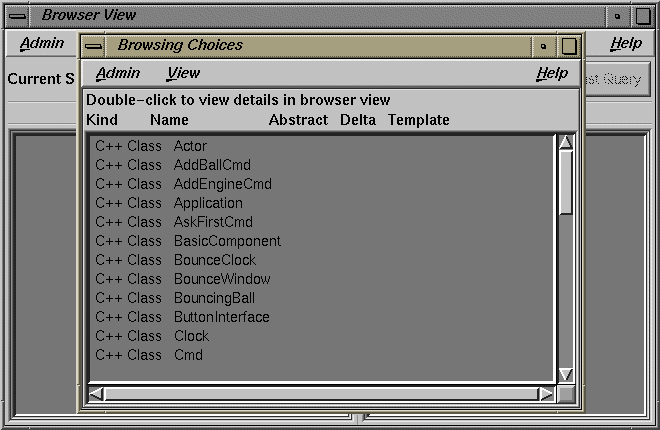 Browser View
Admin
Help
Current S
st Query
Browsing Choices
Admin View Help
Double-click to view details in browser view
Kind Name Abstract Delta Template
C++ Class Actor
C++ Class AddBallCmd
C++ Class AddEngineCmd
C++ Class Application
C++ Class AskFirstCmd
C++ Class BasicComponent
C++ Class BounceClock
C++ Class BounceWindow
C++ Class BouncingBall
C++ Class ButtonInterface
C++ Class Clock
C++ Class Cmd